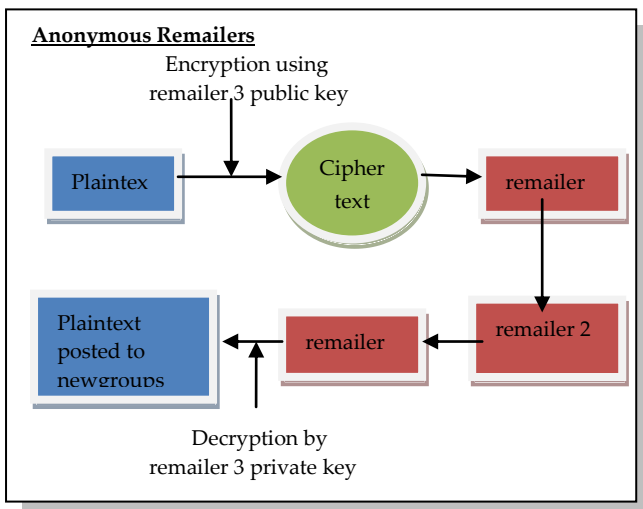 Anonymous Remailers
Encryption using
remailer 3 public key
Plaintex
Cipher
text
remailer
remailer 2
remailer
Plaintext
posted to
newgroups
Decryption by
remailer 3 private key